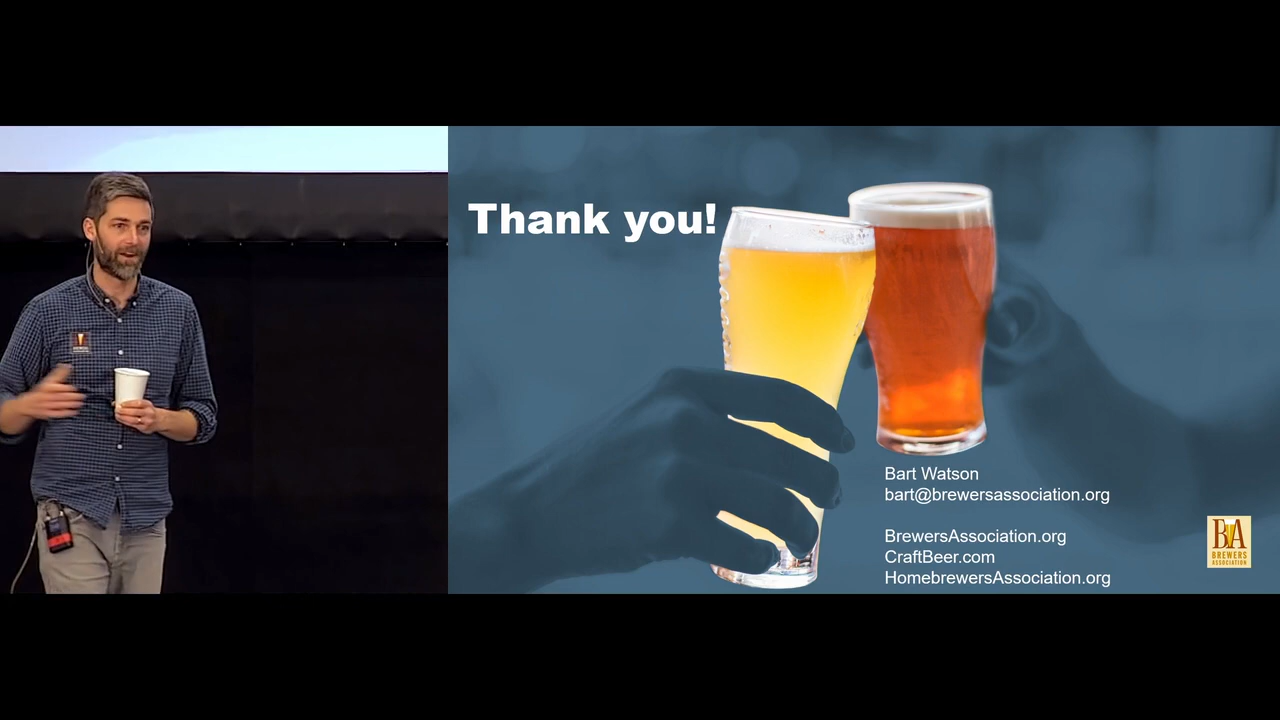 Thank you!
Bart Watson
bart@brewersassociation.org
BrewersAssociation.org
CraftBeer.com
HomebrewersAssociation.org
BA
BREWERS
ASSOCIATION